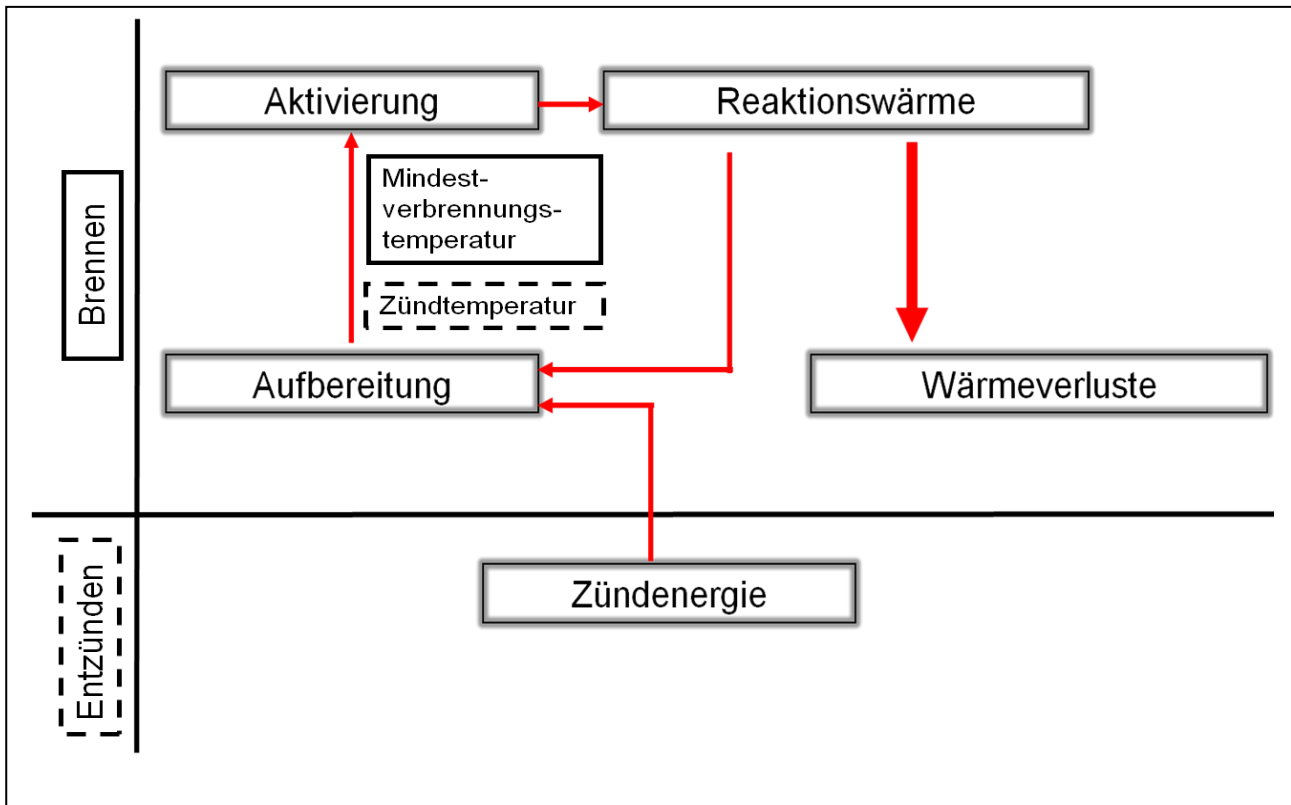 Aktivierung
Reaktionswärme
Mindest-
verbrennungs-
temperatur
Zündtemperatur
Brennen
Aufbereitung
Wärmeverluste
Zündenergie
Entzünden